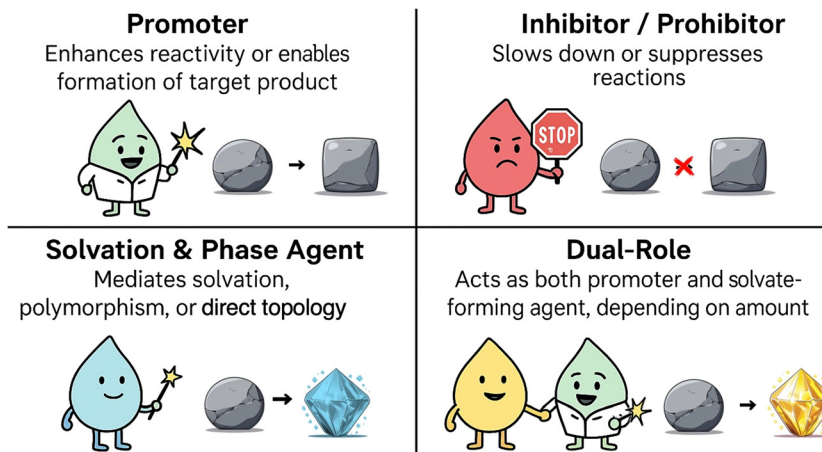 Promoter
Enhances reactivity or enables
formation of target product
Inhibitor / Prohibitor
Slows down or suppresses
reactions
STOP
Solvation & Phase Agent
Mediates solvation,
polymorphism, or direct topology
Dual-Role
Acts as both promoter and solvate-
forming agent, depending on amount